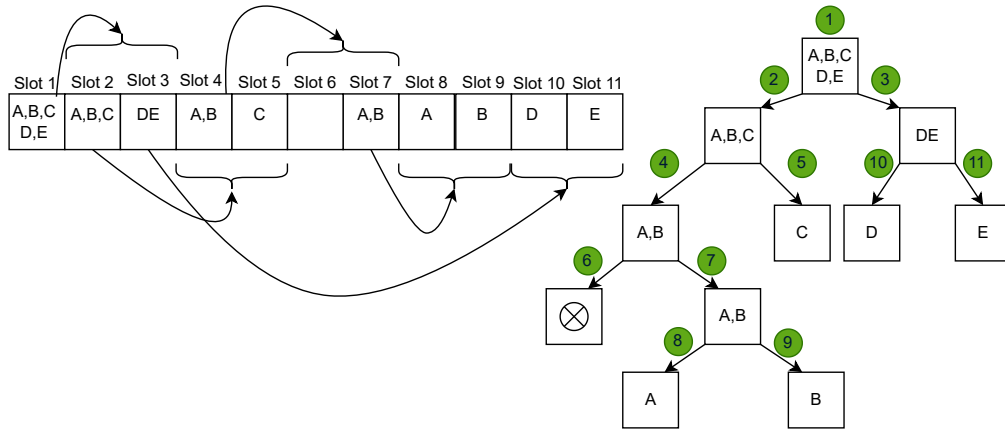 Slot 1 Slot 2 Slot 3 Slot 4 Slot 5 Slot 6 Slot 7 Slot 8 Slot 9 Slot 10 Slot 11
A,B,C
D,E
A,B,C
DE
A,B
C
A,B
A
B
D
E
1
A,B,C
D,E
2
3
A,B,C
DE
4
5
10
11
A,B
C
D
E
6
7
A,B
8
9
A
B